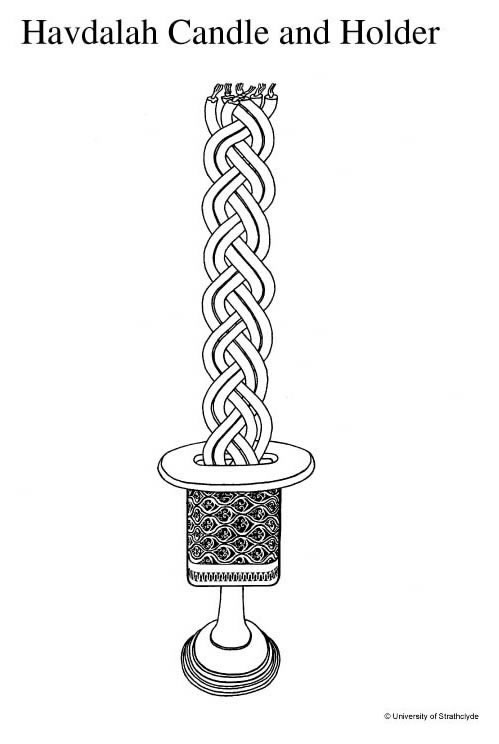 Havdalah Candle and Holder
© University of Strathclyde